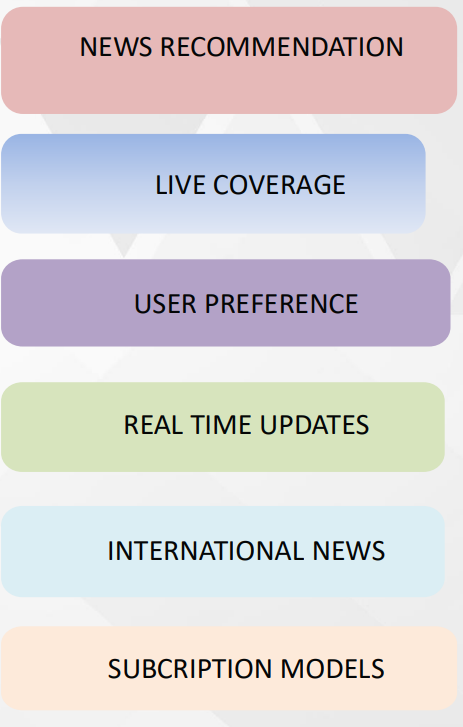 NEWS RECOMMENDATION
LIVE COVERAGE
USER PREFERENCE
REAL TIME UPDATES
INTERNATIONAL NEWS
SUBCRIPTION MODELS